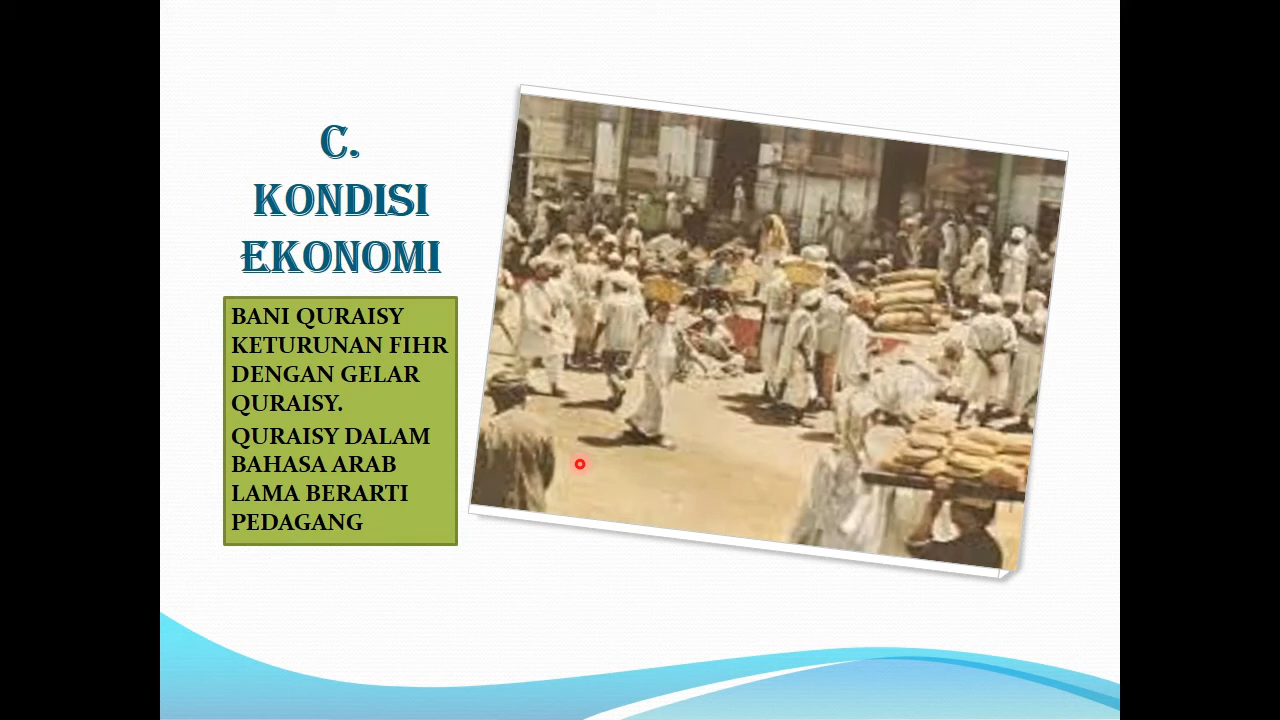 C.
KONDISI
EKONOMI
BANI QURAISY
KETURUNAN FIHR
DENGAN GELAR
QURAISY.
QURAISY DALAM
BAHASA ARAB
LAMA BERARTI
PEDAGANG